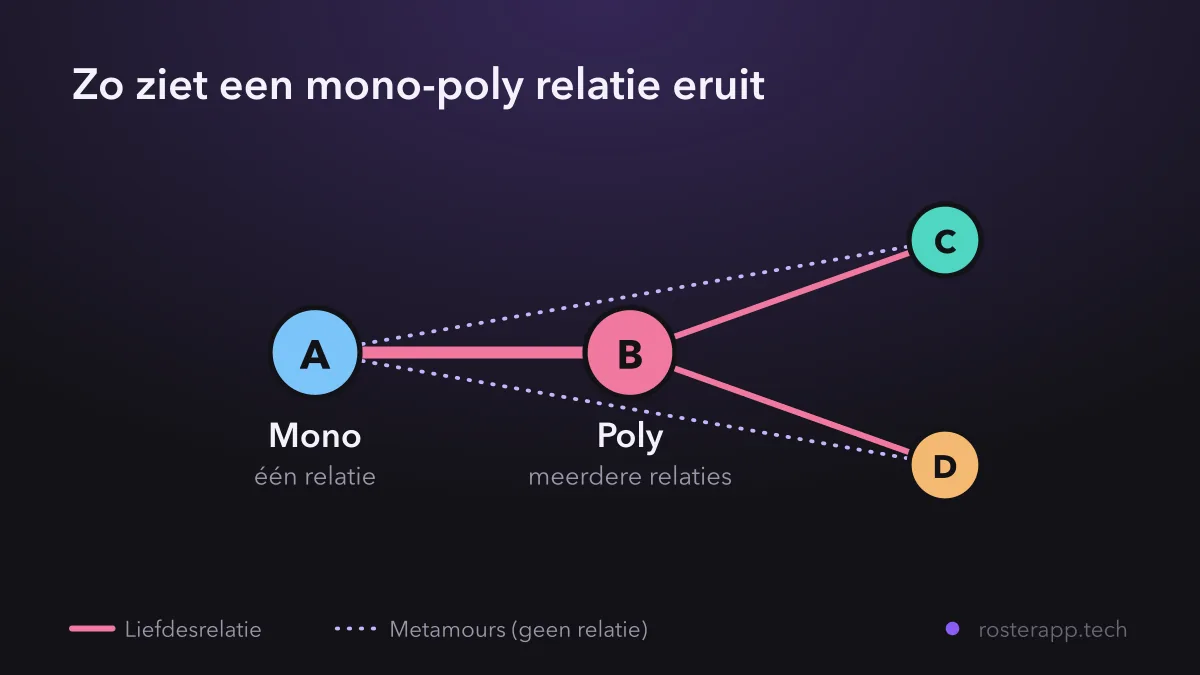 Zo ziet een mono-poly relatie eruit
C
A
B
Mono
Poly
één relatie
meerdere relaties
D
Liefdesrelatie
Metamours (geen relatie)
rosterapp.tech